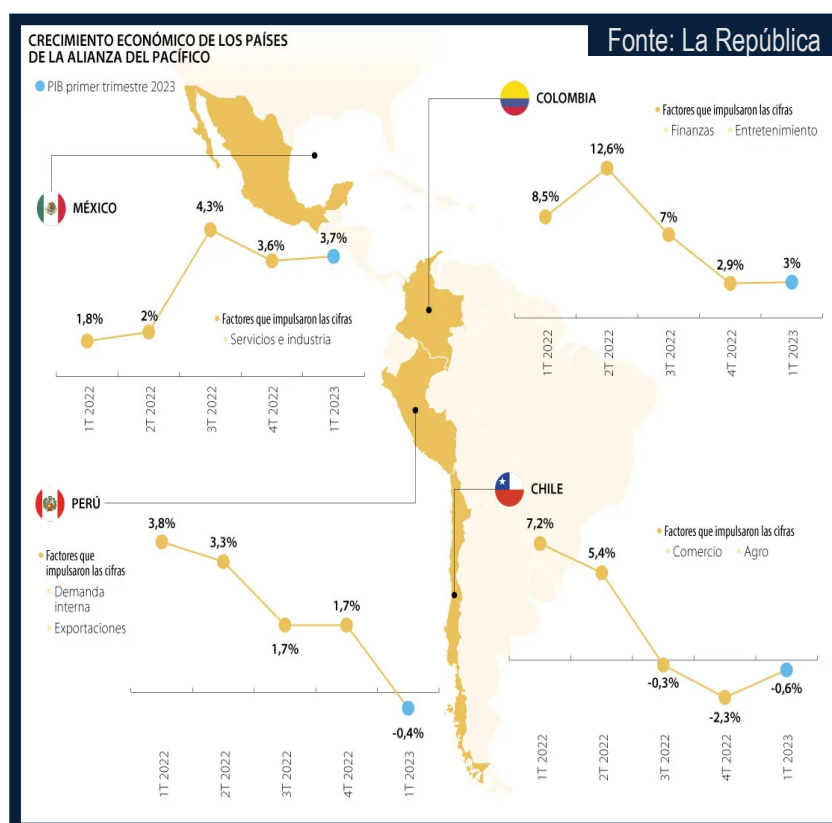 CRECIMIENTO ECONÓMICO DE LOS PAÍSES
DE LA ALIANZA DEL PACÍFICO
Fonte: La República
PIB primer trimestre 2023
MÉXICO
1,8%
2%
4,3%
3,6%
3,7%
Factores que impulsaron las cifras
Servicios e industria
1T 2022
2T 2022
3T 2022
4T 2022
1T 2023
COLOMBIA
Factores que impulsaron las cifras
Finanzas Entretenimiento
8,5%
12,6%
7%
2,9%
3%
1T 2022
2T 2022
3T 2022
4T 2022
1T 2023
PERÚ
Factores que
impulsaron las cifras
Demanda
interna
Exportaciones
3,8%
3,3%
1,7%
1,7%
-0,4%
1T 2022
2T 2022
3T 2022
4T 2022
1T 2023
CHILE
Factores que impulsaron las cifras
Comercio Agro
7,2%
5,4%
-0,3%
-2,3%
-0,6%
1T 2022
2T 2022
3T 2022
4T 2022
1T 2023